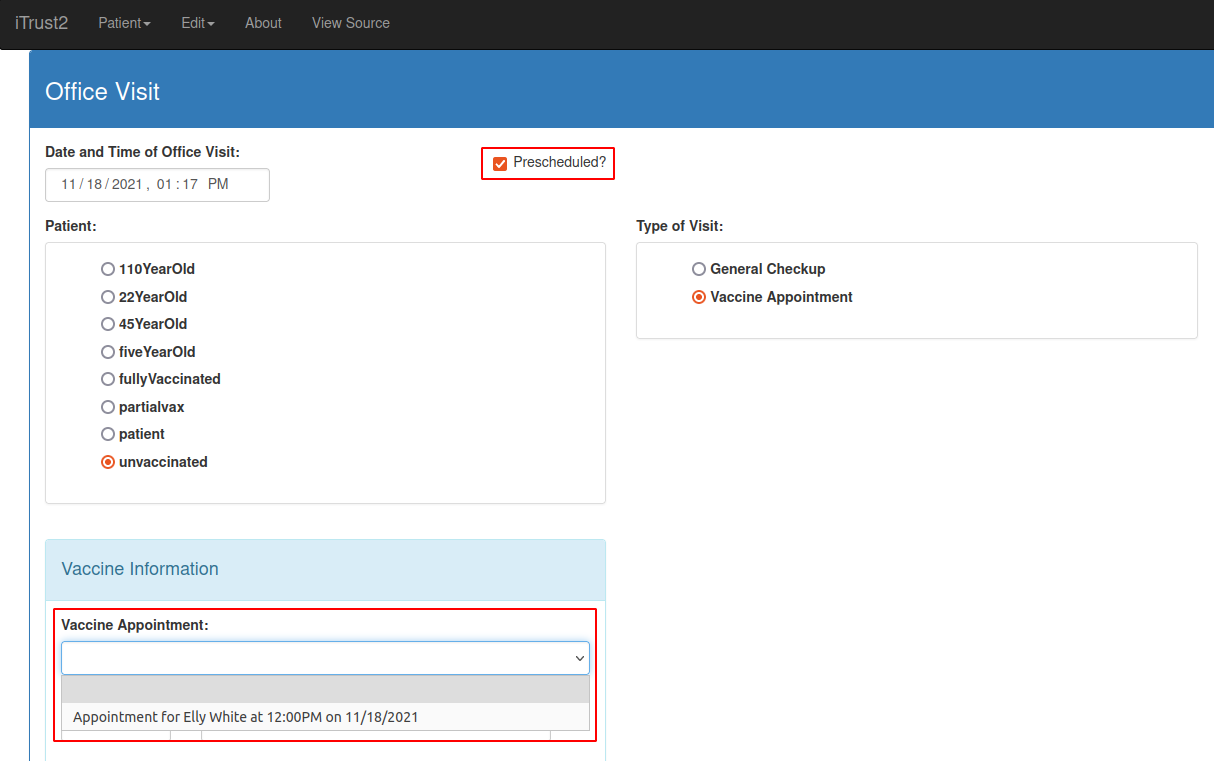 iTrust2 Patient Edit About View Source
Office Visit
Date and Time of Office Visit:
Prescheduled?
11 / 18 / 2021 , 01 : 17 PM
Patient:
110YearOld
22YearOld
45YearOld
fiveYearOld
fullyVaccinated
partialvax
patient
unvaccinated
Type of Visit:
General Checkup
Vaccine Appointment
Vaccine Information
Vaccine Appointment:
Appointment for Elly White at 12:00PM on 11/18/2021